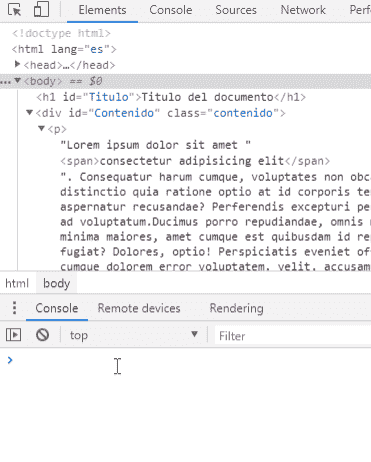 Elements Console Sources Network Perf
<!doctype html>
<html lang="es">
<head>…</head>
<body> == $0
<h1 id="Titulo">Titulo del documento</h1>
<div id="Contenido" class="contenido">
<p>
"Lorem ipsum dolor sit amet "
<span>consectetur adipisicing elit</span>
". Consequatur harum cumque, voluptates non obca
distinctio quia ratione optio at id corporis tem
aspernatur recusandae? Perferendis excepturi pe
ad voluptatum.Ducimus porro repudiandae, omnis n
minima maiores, amet cumque est quibusdam id re
fugiat? Dolores, optio! Perspiciatis eveniet of
cumque dolorem error voluptatem, velit, accusam
html body
Console Remote devices Rendering
top Filter